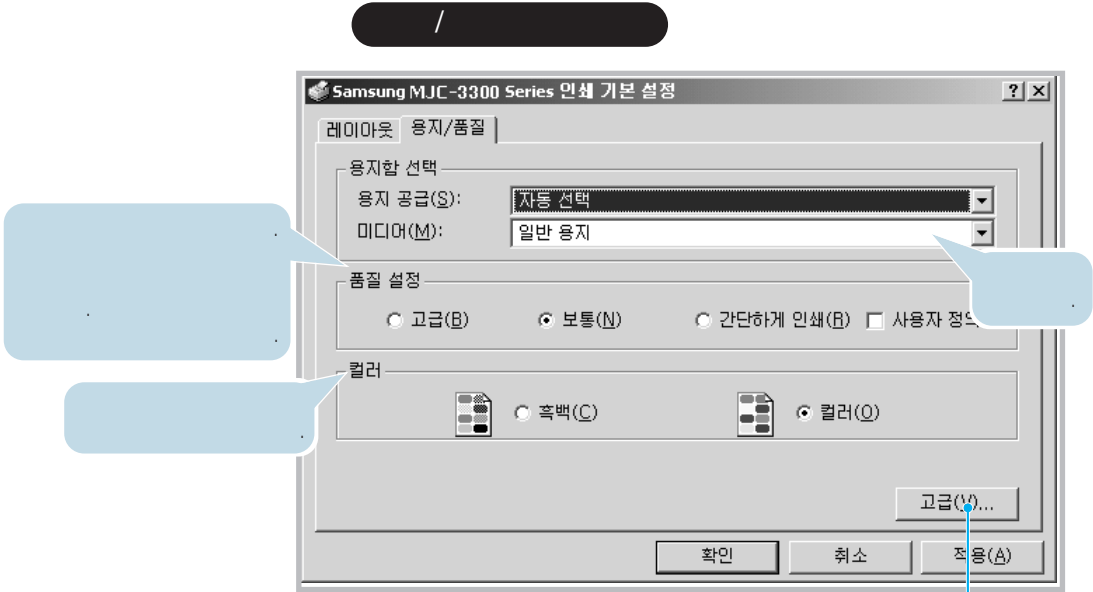 /
Samsung MJC-3300 Series 인쇄 기본 설정
레이아웃 용지/품질
용지함 선택
용지 공급(S): 자동 선택
미디어(M): 일반 용지
품질 설정
고급(B) 보통(N) 간단하게 인쇄(R) 사용자 정의
컬러
흑백(C) 컬러(O)
고급(V)...
확인 취소 적용(A)